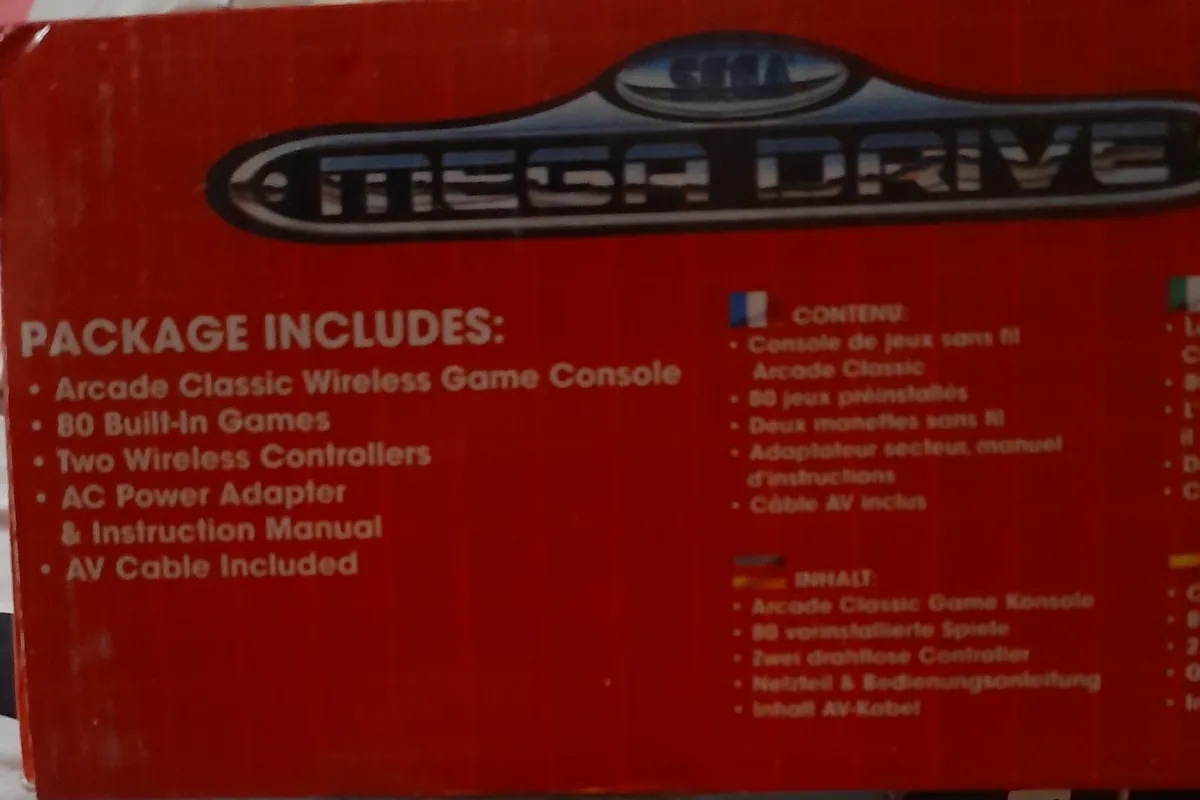 SEGA
MEGA DRIVE
PACKAGE INCLUDES:
• Arcade Classic Wireless Game Console
• 80 Built-In Games
• Two Wireless Controllers
• AC Power Adapter
& Instruction Manual
• AV Cable Included
CONTENU:
• Console de jeux sans fil
Arcade Classic
• 80 jeux préinstallés
• Deux manettes sans fil
• Adaptateur secteur, manuel
d'instructions
• Câble AV inclus
INHALT:
• Arcade Classic Game Konsole
• 80 vorinstallierte Spiele
• Zwei drahtlose Controller
• Netzteil & Bedienungsanleitung
• Inhalt AV-Kabel